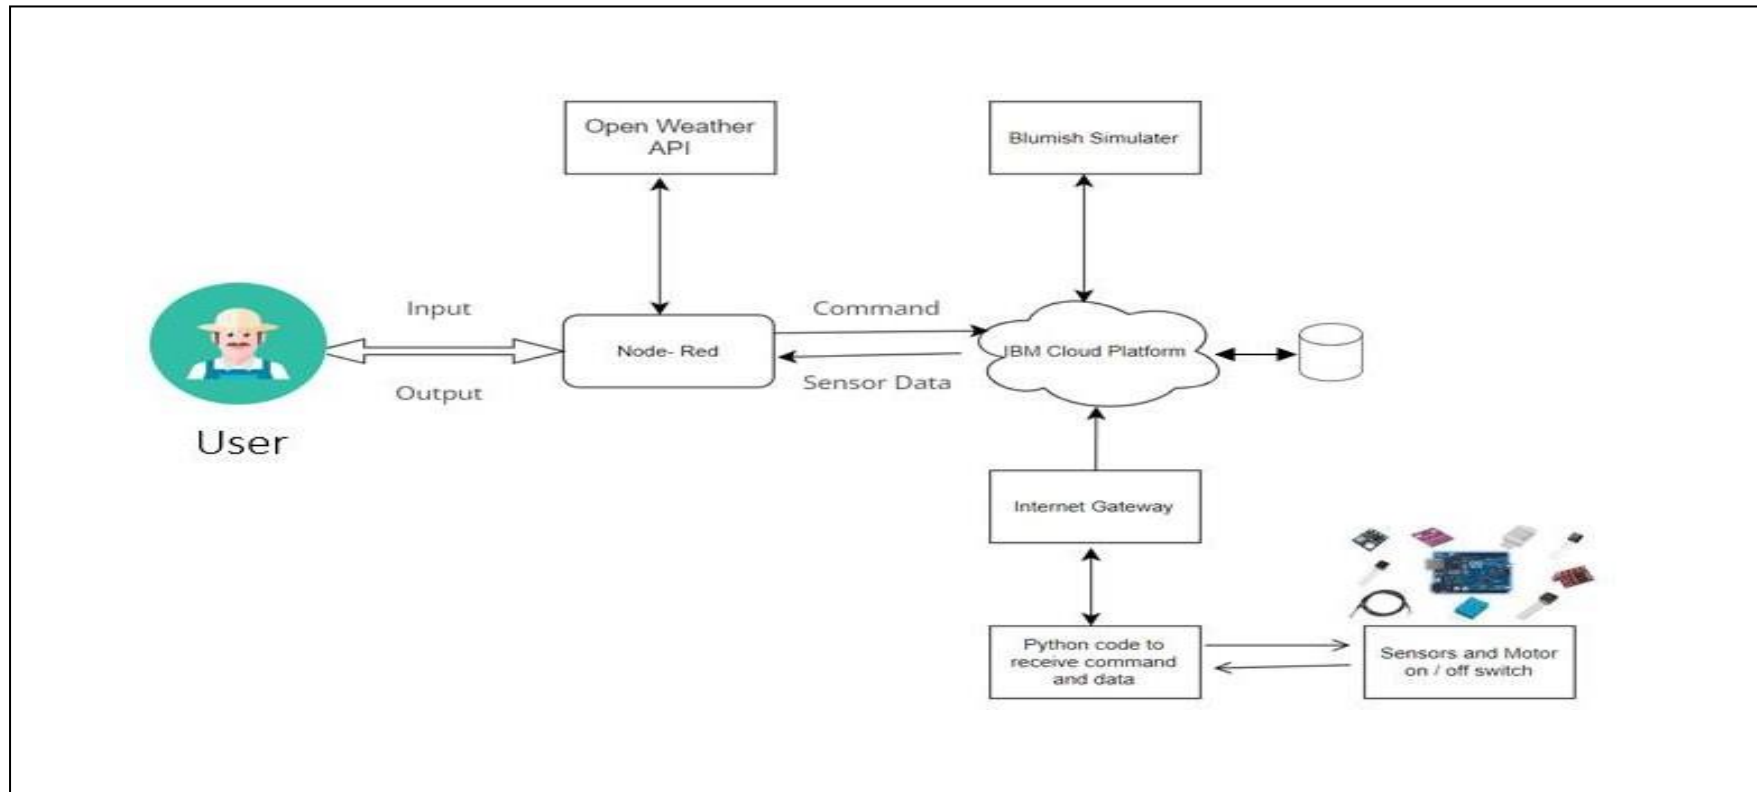 Open Weather
API
Blumish Simulater
Input
Command
Node- Red
IBM Cloud Platform
Output
Sensor Data
User
Internet Gateway
Python code to
receive command
and data
Sensors and Motor
on / off switch